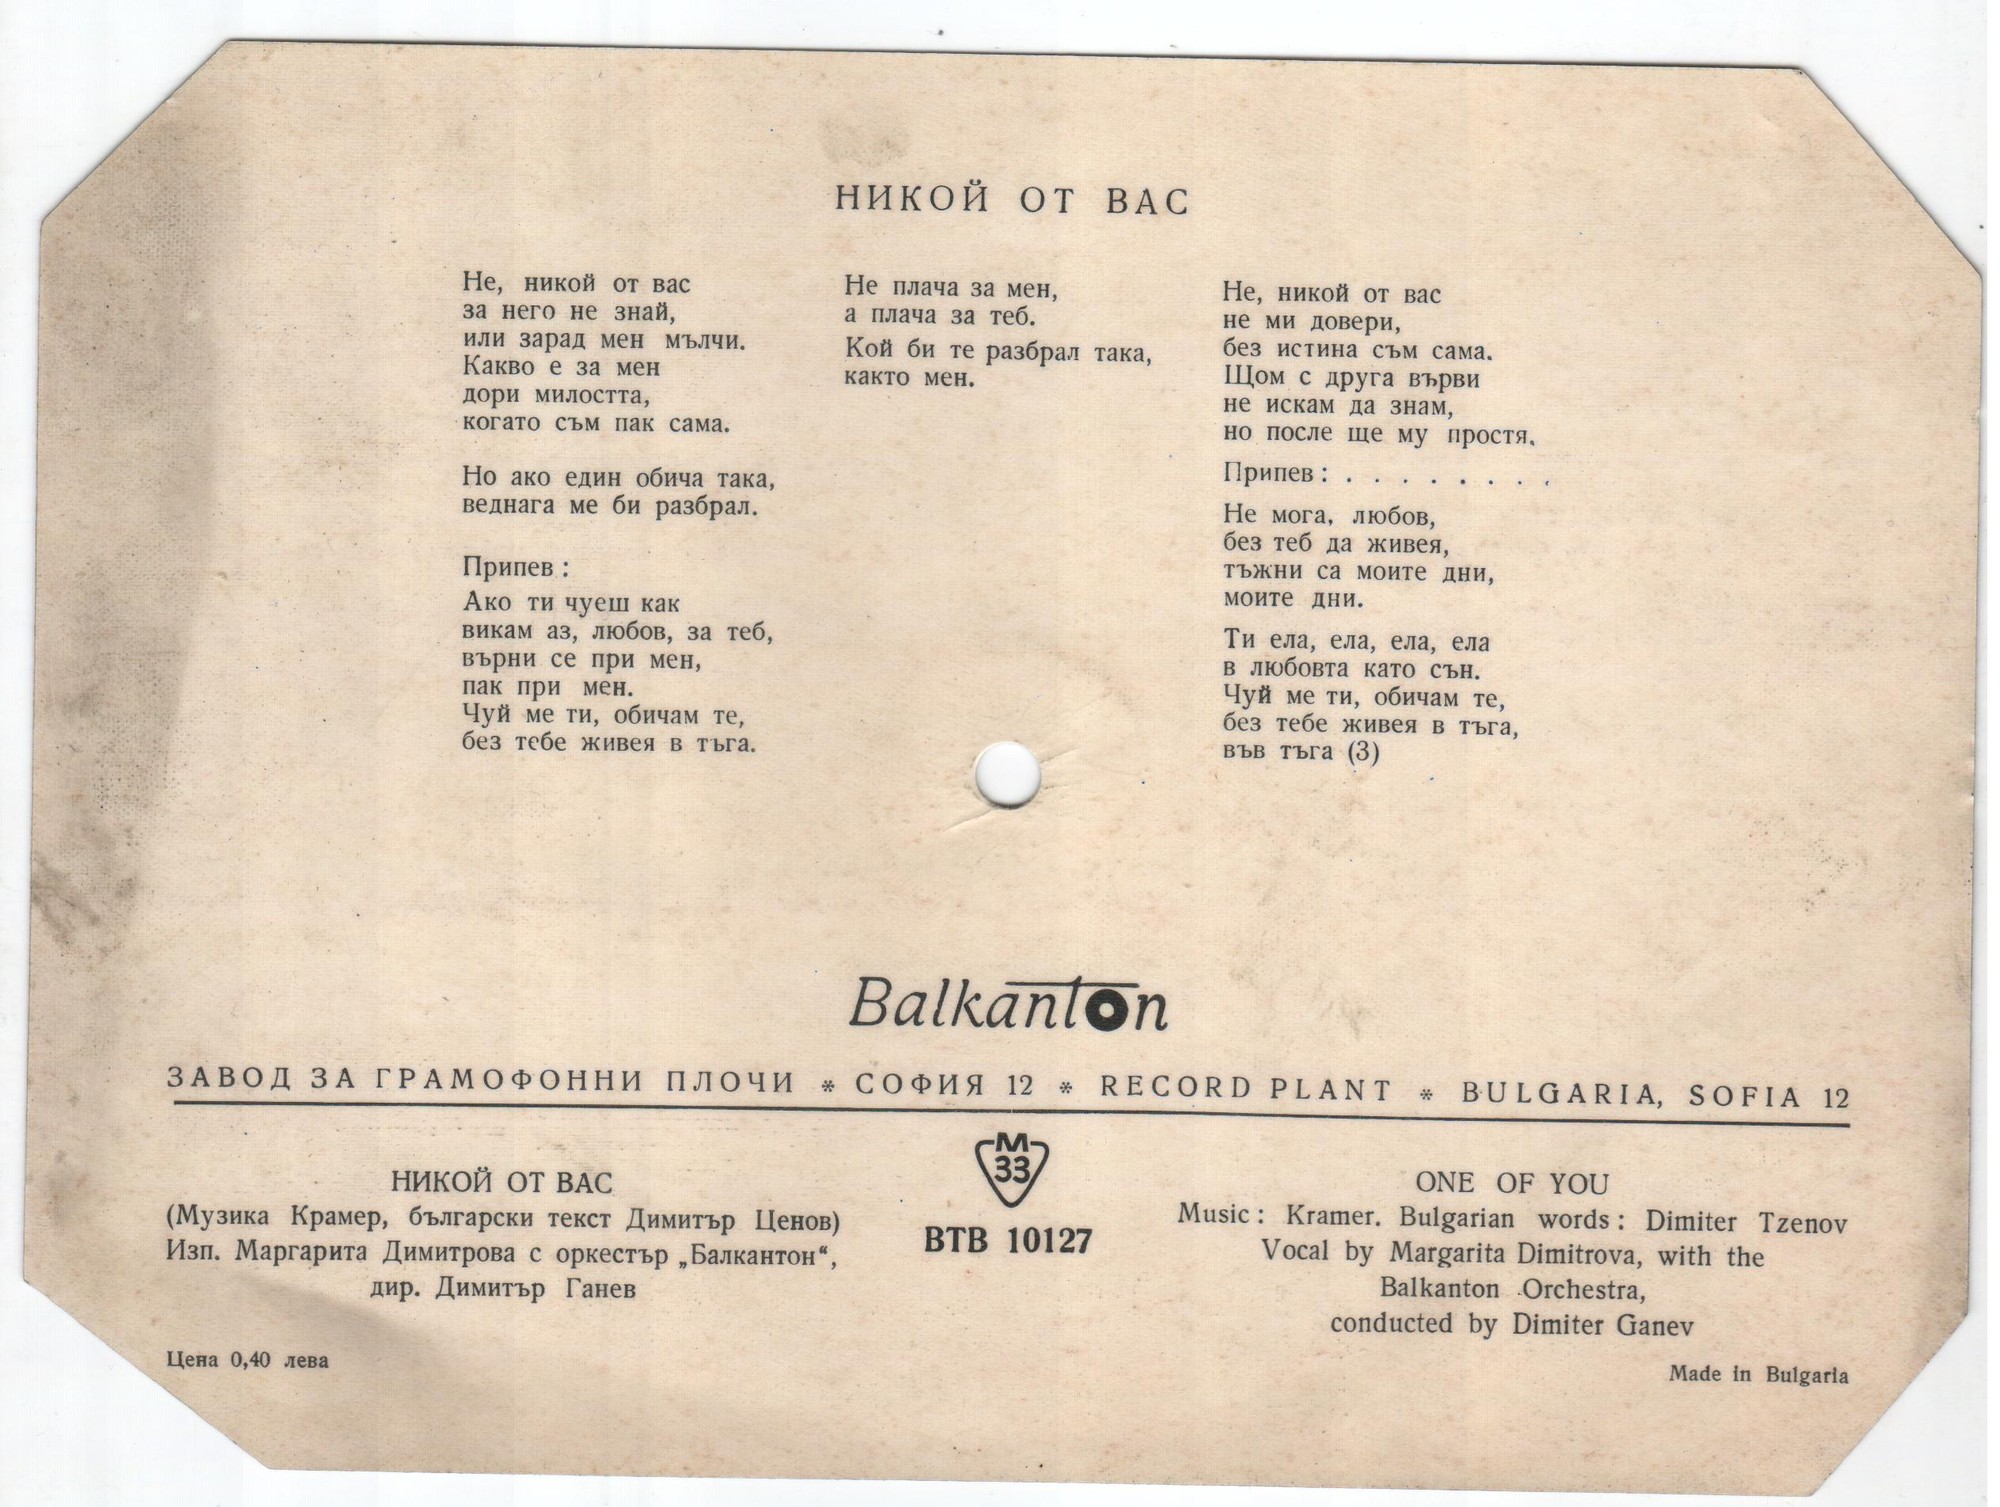 НИКОЙ ОТ ВАС
Не, никой от вас
за него не знай,
или зарад мен мълчи.
Какво е за мен
дори милостта,
когато съм пак сама.
Но ако един обича така,
веднага ме би разбрал.
Припев :
Ако ти чуеш как
викам аз, любов, за теб,
върни се при мен,
пак при мен.
Чуй ме ти, обичам те,
без тебе живея в тъга.
Не плача за мен,
а плача за теб.
Кой би те разбрал така,
както мен.
Не, никой от вас
не ми довери,
без истина съм сама.
Щом с друга върви
не искам да знам,
но после ще му простя.
Припев : . . . . . . . .
Не мога, любов,
без теб да живея,
тъжни са моите дни,
моите дни.
Ти ела, ела, ела, ела
в любовта като сън.
Чуй ме ти, обичам те,
без тебе живея в тъга,
във тъга (3)
Balkanton
ЗАВОД ЗА ГРАМОФОННИ ПЛОЧИ * СОФИЯ 12 * RECORD PLANT * BULGARIA, SOFIA 12
НИКОЙ ОТ ВАС
(Музика Крамер, български текст Димитър Ценов)
Изп. Маргарита Димитрова с оркестър „Балкантон“,
дир. Димитър Ганев
Цена 0,40 лева
М
33
ВТВ 10127
ONE OF YOU
Music : Kramer. Bulgarian words : Dimiter Tzenov
Vocal by Margarita Dimitrova, with the
Balkanton Orchestra,
conducted by Dimiter Ganev
Made in Bulgaria